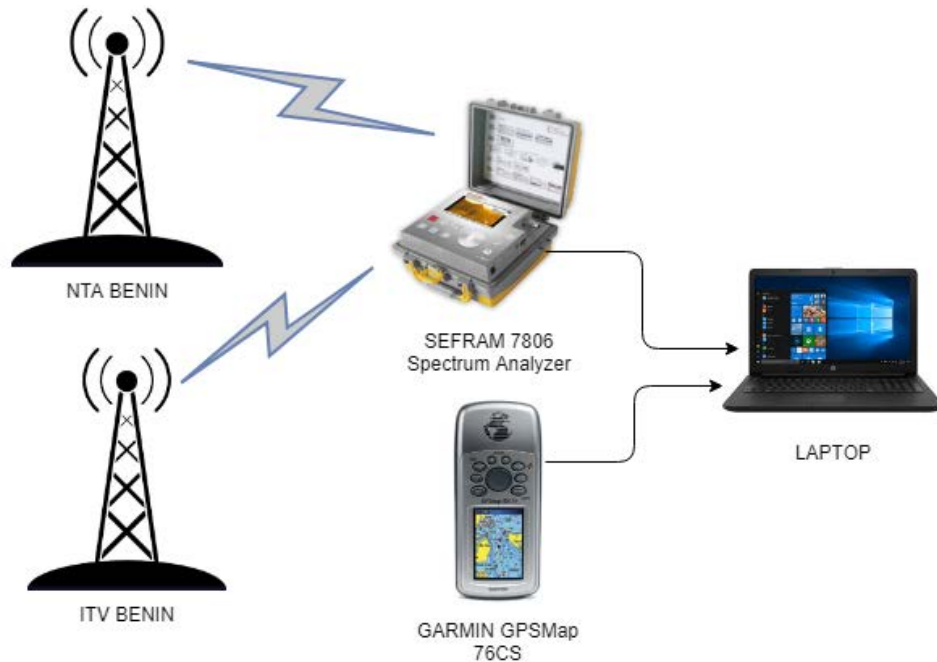 NTA BENIN
SEFRAM 7806
Spectrum Analyzer
ITV BENIN
GARMIN GPSMap
76CS
LAPTOP